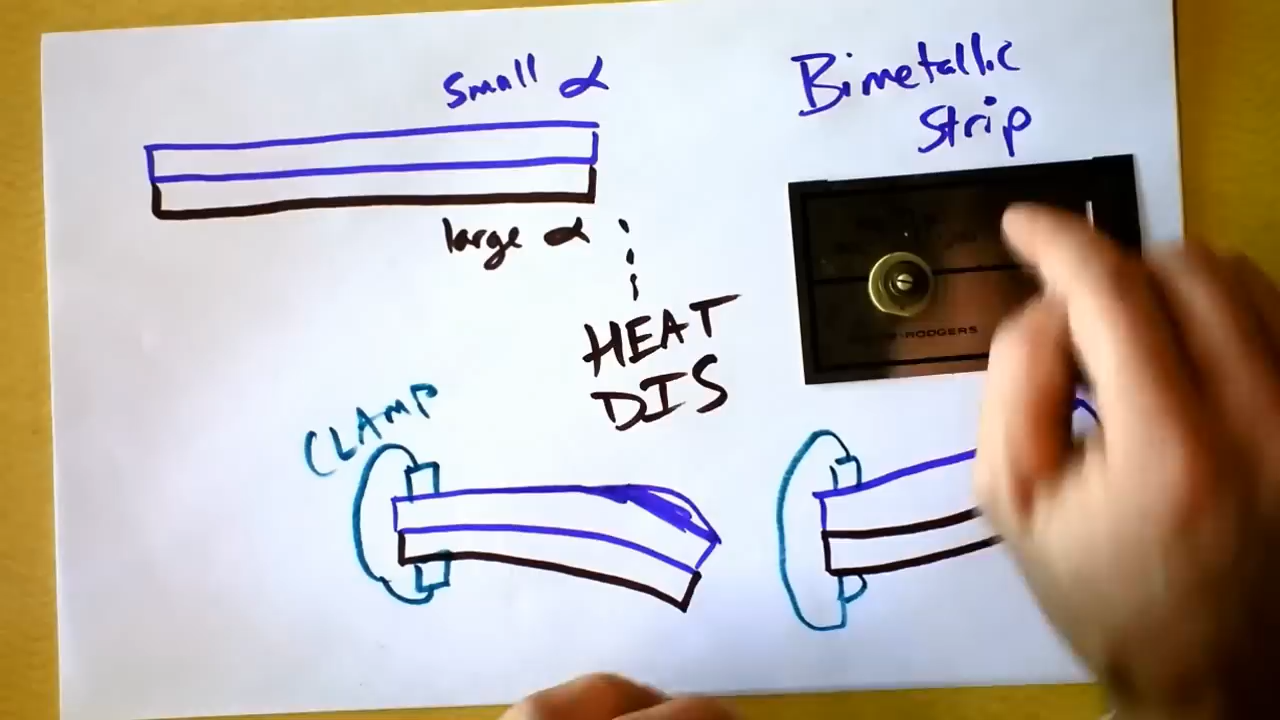 Small α
Bimetallic
Strip
large α
HEAT
DIS
CLAMP
RODGERS